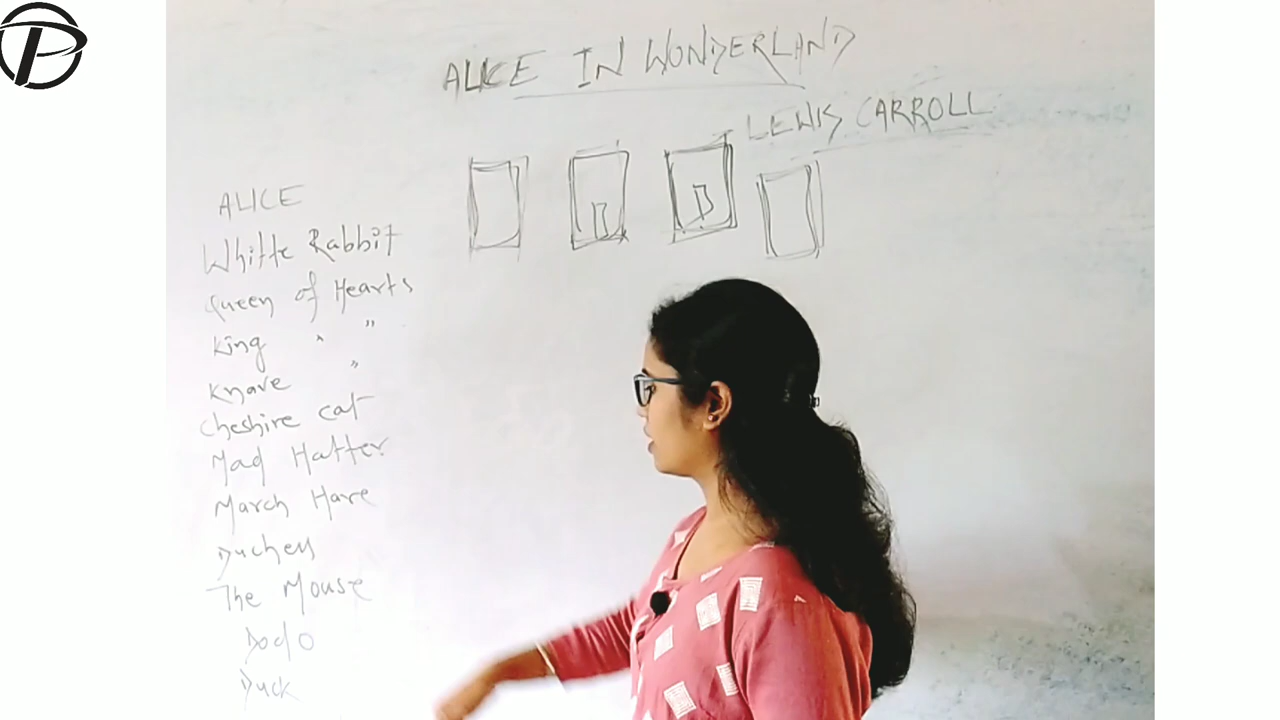 ALICE IN WONDERLAND
LEWIS CARROLL
ALICE
White Rabbit
Queen of Hearts
King " "
Knave "
Cheshire cat
Mad Hatter
March Hare
Duchess
The Mouse
Dodo
Duck